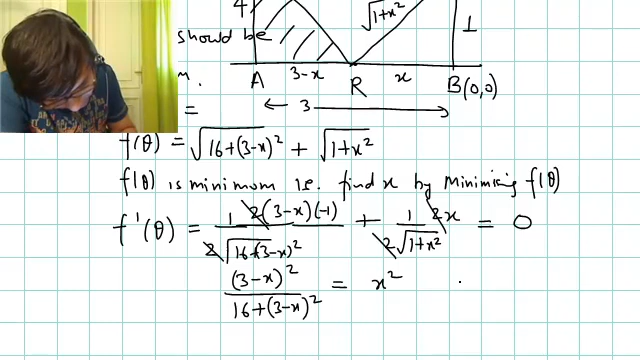 4
√(1+x²)
1
should be
A 3-x R x B(0,0)
m.
← 3 →
=
f(θ) = √(16+(3-x)²) + √(1+x²)
f(θ) is minimum i.e. find x by minimising f(θ)
f'(θ) = 1 2(3-x)(-1) / 2√(16+(3-x)²) + 1 2x / 2√(1+x²) = 0
(3-x)² / 16+(3-x)² = x²